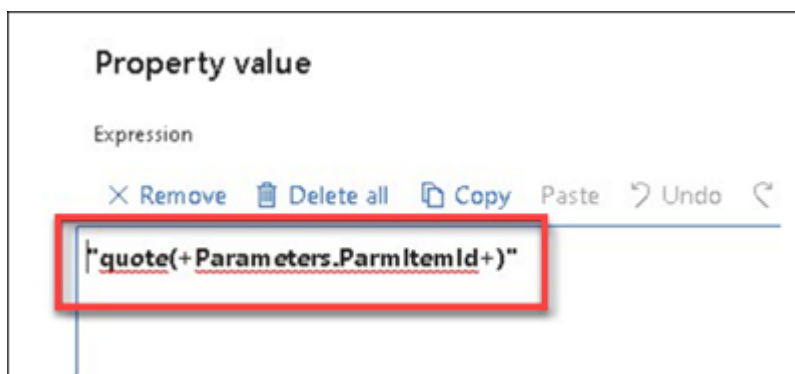 Property value
Expression
Remove Delete all Copy Paste Undo
"quote(+Parameters.ParmItemId+)"